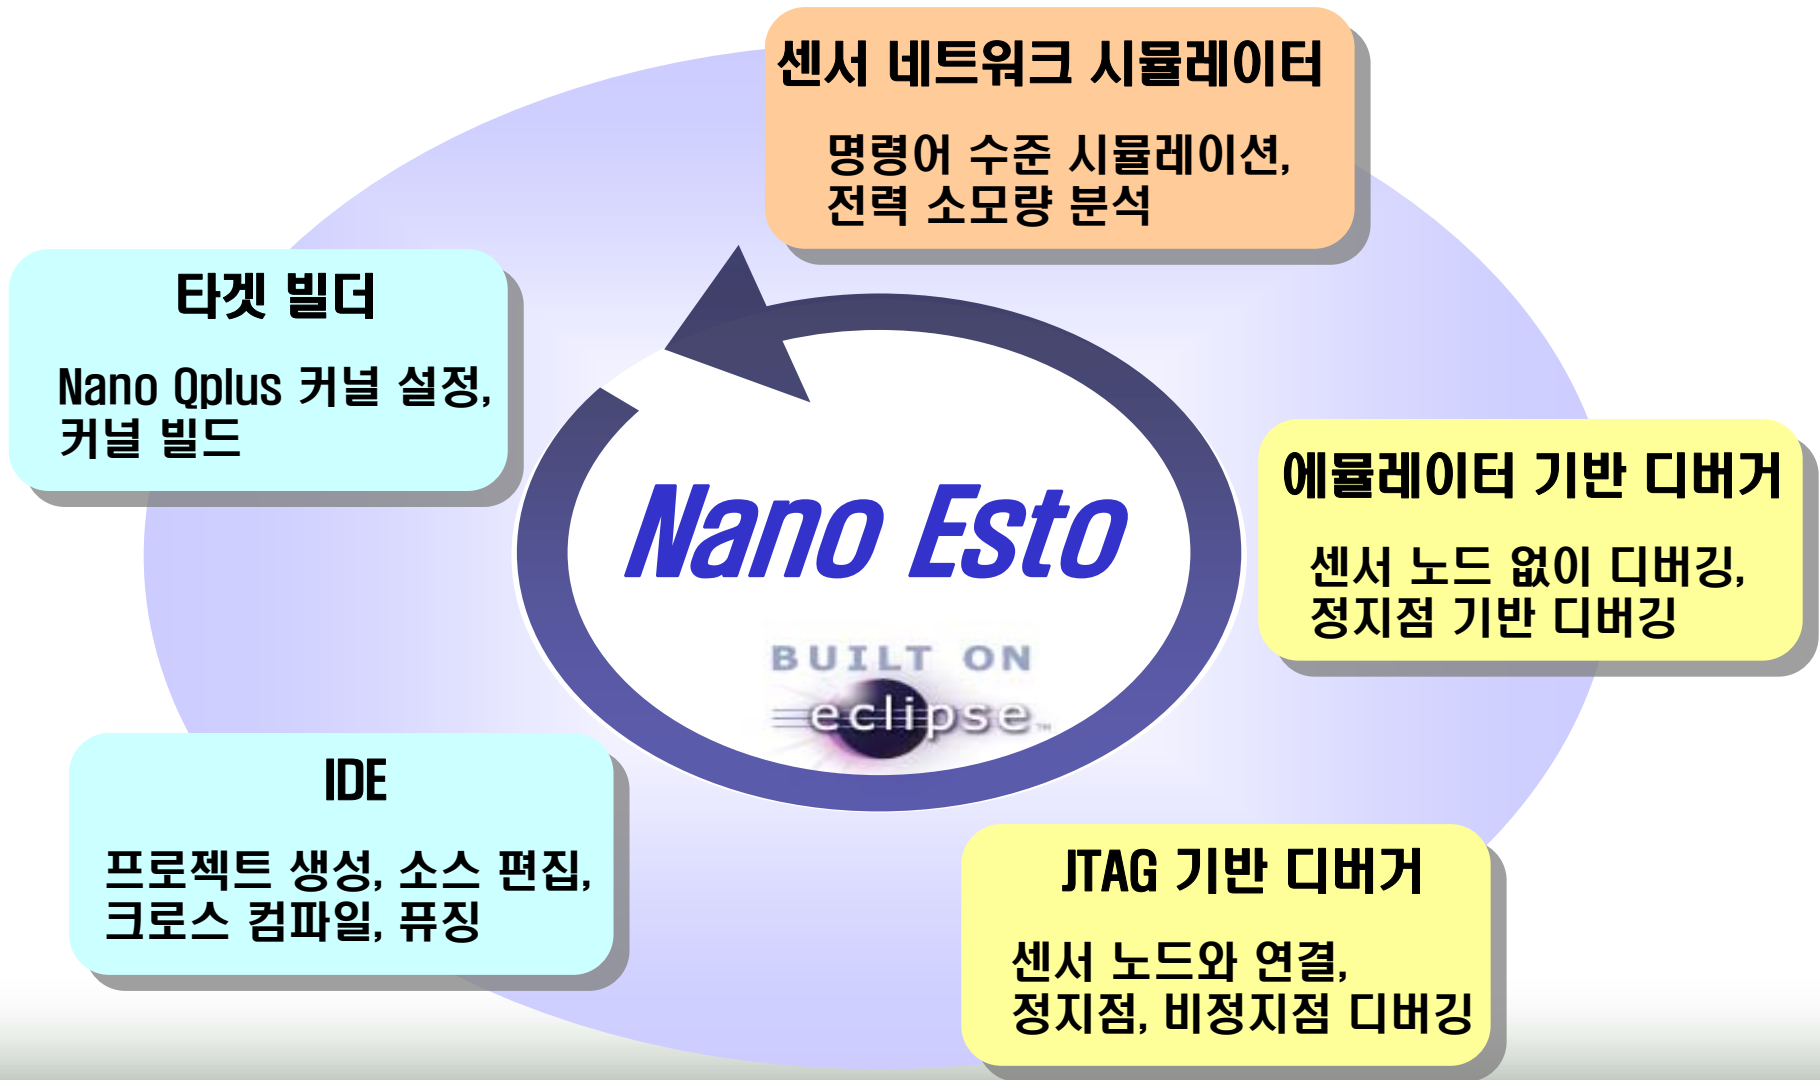 센서 네트워크 시뮬레이터
명령어 수준 시뮬레이션,
전력 소모량 분석
타겟 빌더
Nano Qplus 커널 설정,
커널 빌드
에뮬레이터 기반 디버거
센서 노드 없이 디버깅,
정지점 기반 디버깅
Nano Esto
BUILT ON
eclipse™
IDE
프로젝트 생성, 소스 편집,
크로스 컴파일, 퓨징
JTAG 기반 디버거
센서 노드와 연결,
정지점, 비정지점 디버깅